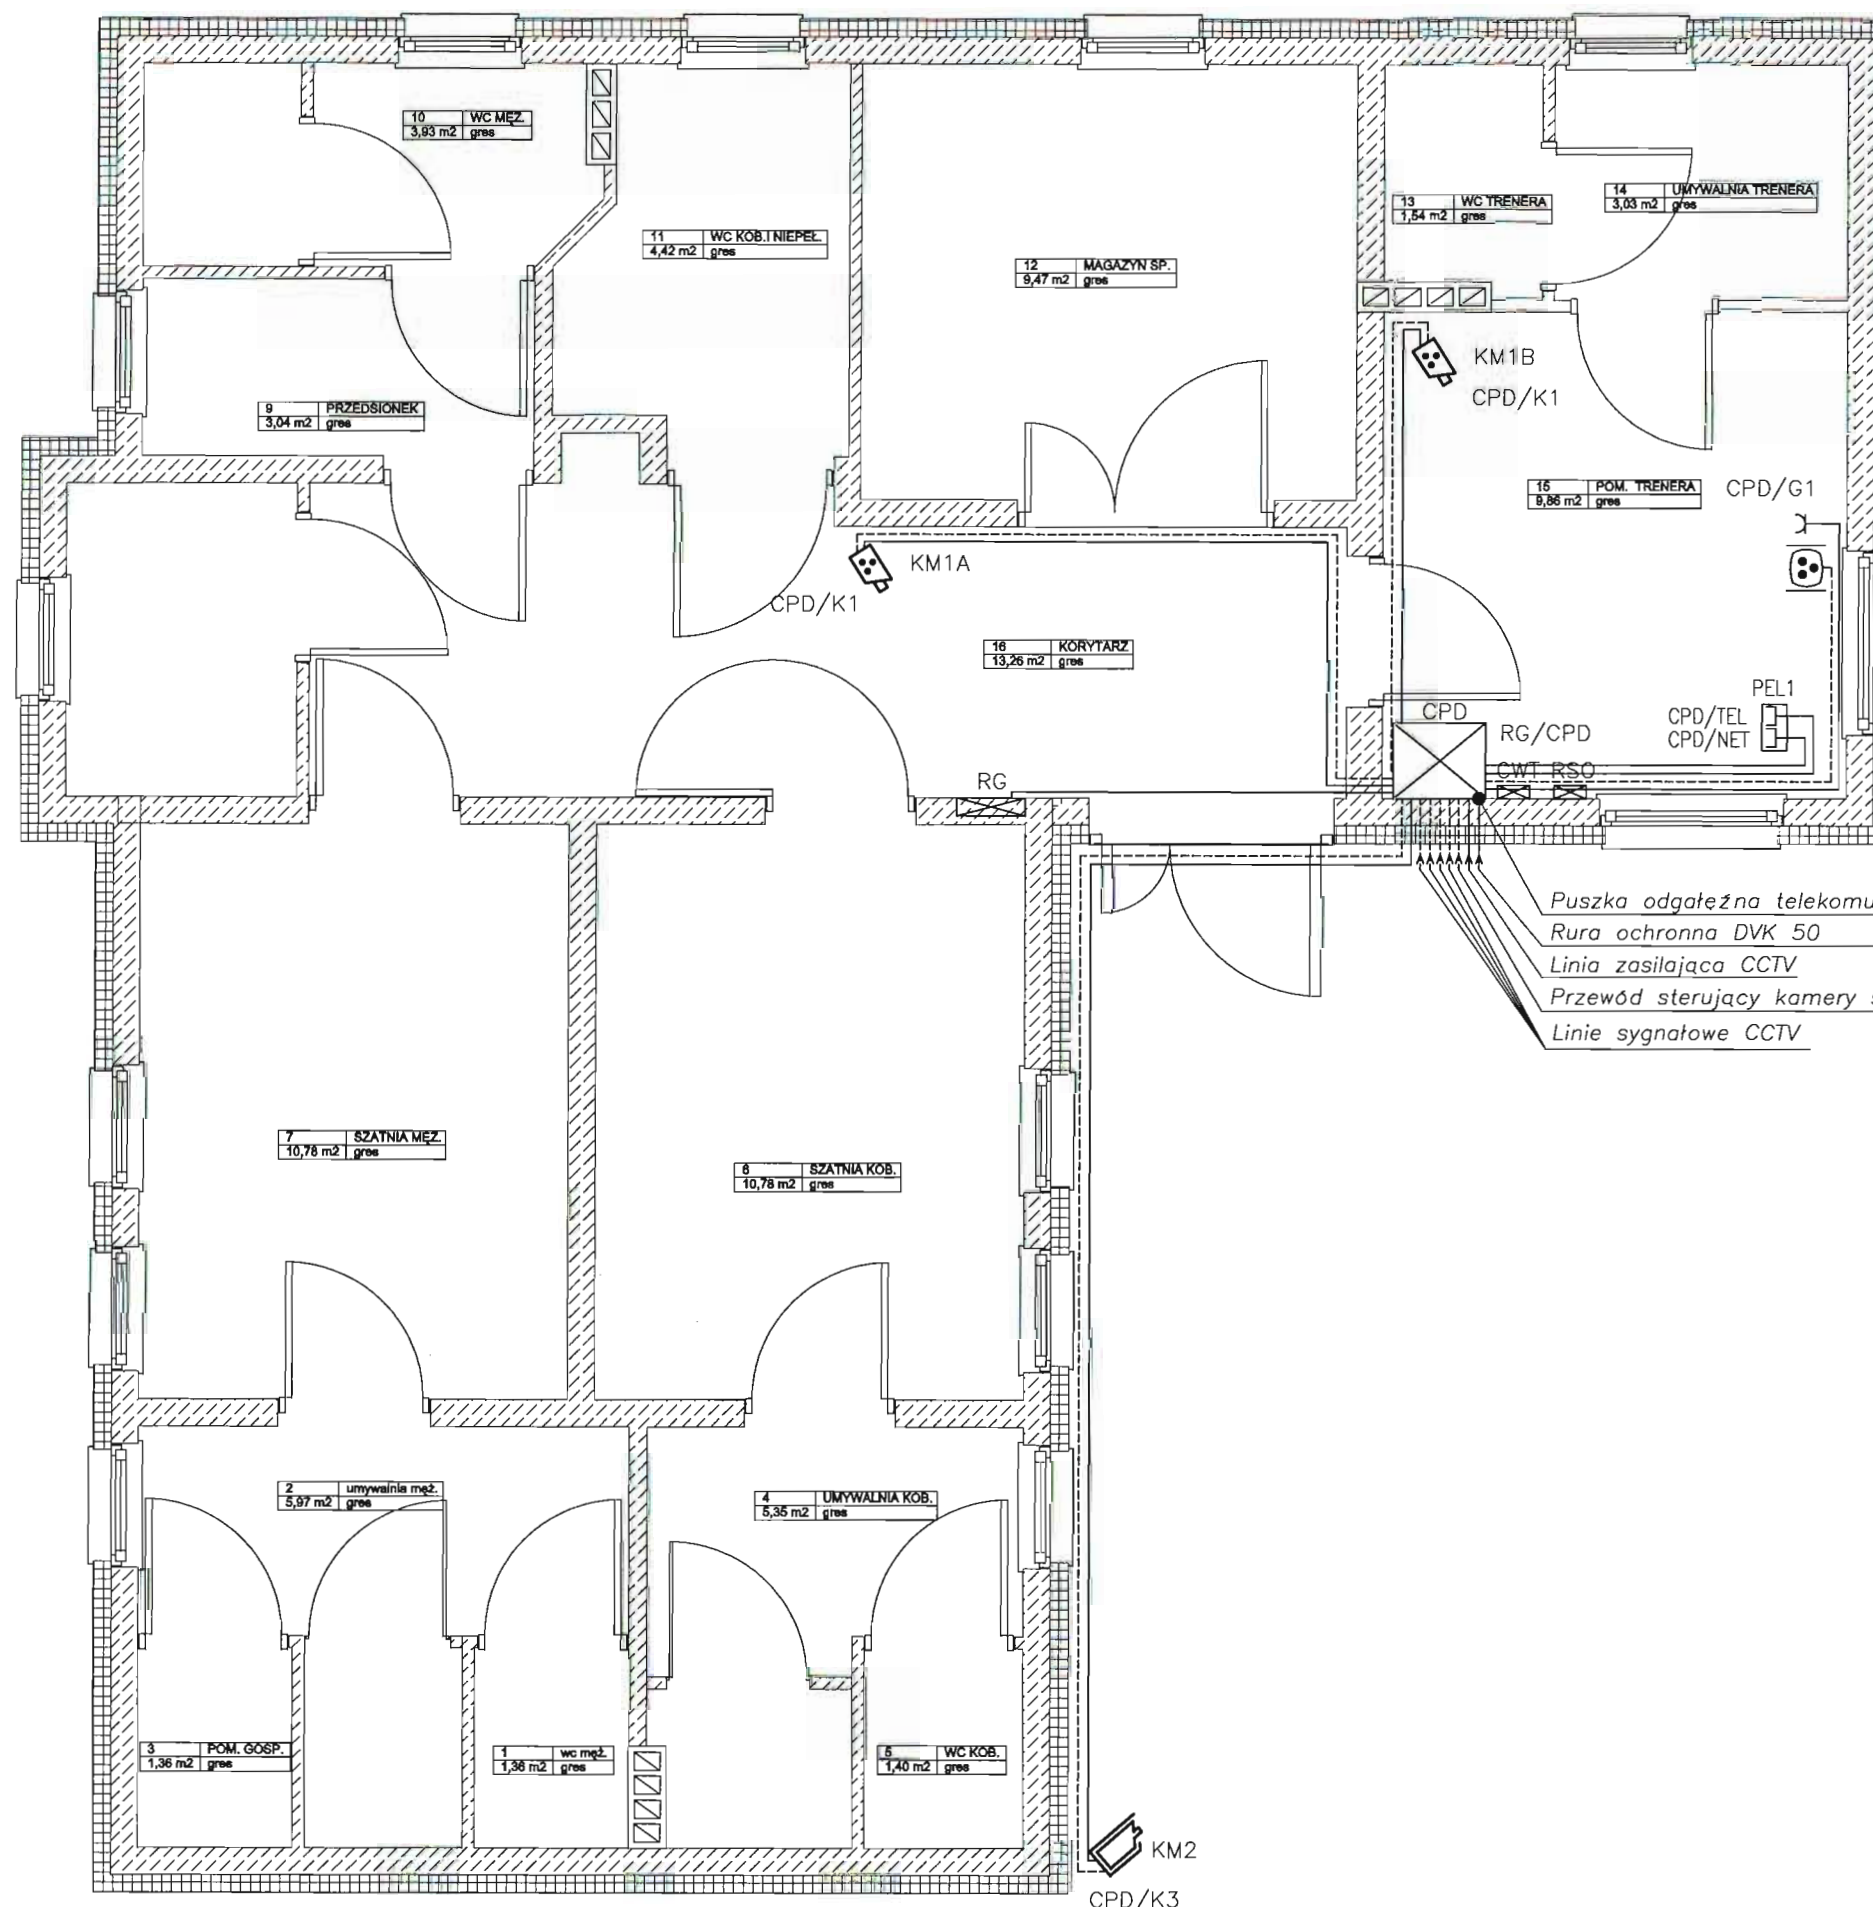 10 WC MĘŻ.
3,93 m2 gres
11 WC KOB.I NIEPEŁ.
4,42 m2 gres
12 MAGAZYN SP.
9,47 m2 gres
13 WC TRENERA
1,54 m2 gres
14 UMYWALNIA TRENERA
3,03 m2 gres
9 PRZEDSIONEK
3,04 m2 gres
KM1B
CPD/K1
15 POM. TRENERA
9,86 m2 gres
CPD/G1
KM1A
CPD/K1
16 KORYTARZ
13,26 m2 gres
PEL1
CPD/TEL
CPD/NET
CPD
RG/CPD
CWT RSO
RG
Puszka odgałęźna telekomu
Rura ochronna DVK 50
Linia zasilająca CCTV
Przewód sterujący kamery
Linie sygnałowe CCTV
7 SZATNIA MĘŻ.
10,78 m2 gres
6 SZATNIA KOB.
10,78 m2 gres
2 umywalnia męż.
5,97 m2 gres
4 UMYWALNIA KOB.
5,35 m2 gres
3 POM. GOSP.
1,36 m2 gres
1 wc męż.
1,36 m2 gres
5 WC KOB.
1,40 m2 gres
KM2
CPD/K3